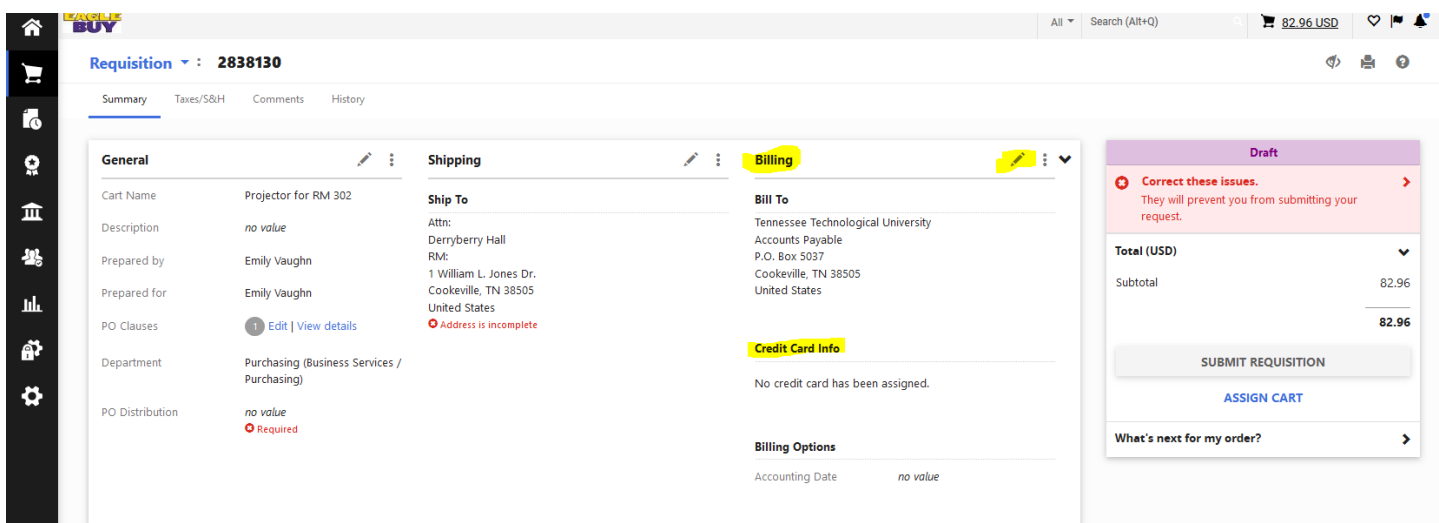 EAGLE
BUY
All
Search (Alt+Q)
82.96 USD
Requisition : 2838130
Summary
Taxes/S&H
Comments
History
General
Cart Name Projector for RM 302
Description no value
Prepared by Emily Vaughn
Prepared for Emily Vaughn
PO Clauses 1 Edit | View details
Department Purchasing (Business Services /
Purchasing)
PO Distribution no value
Required
Shipping
Ship To
Attn:
Derryberry Hall
RM:
1 William L. Jones Dr.
Cookeville, TN 38505
United States
Address is incomplete
Billing
Bill To
Tennessee Technological University
Accounts Payable
P.O. Box 5037
Cookeville, TN 38505
United States
Credit Card Info
No credit card has been assigned.
Billing Options
Accounting Date no value
Draft
Correct these issues.
They will prevent you from submitting your
request.
Total (USD)
Subtotal 82.96
82.96
SUBMIT REQUISITION
ASSIGN CART
What's next for my order?